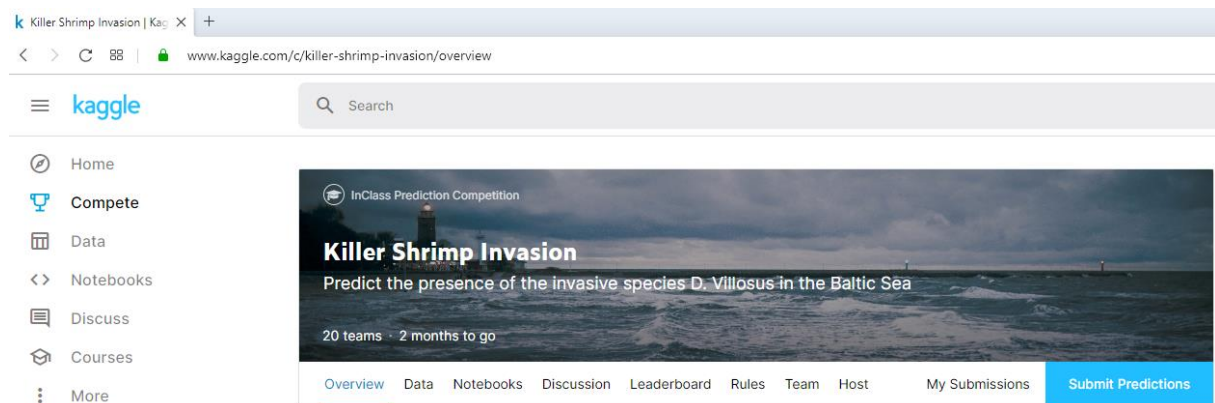 Killer Shrimp Invasion | Kag
www.kaggle.com/c/killer-shrimp-invasion/overview
kaggle
Search
Home
Compete
Data
Notebooks
Discuss
Courses
More
InClass Prediction Competition
Killer Shrimp Invasion
Predict the presence of the invasive species D. Villosus in the Baltic Sea
20 teams · 2 months to go
Overview Data Notebooks Discussion Leaderboard Rules Team Host My Submissions Submit Predictions